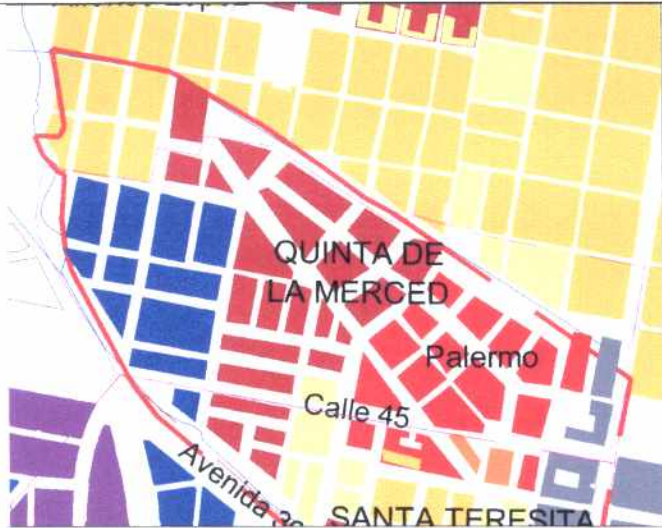 QUINTA DE
LA MERCED
Palermo
Calle 45
Avenida
SANTA TERESITA